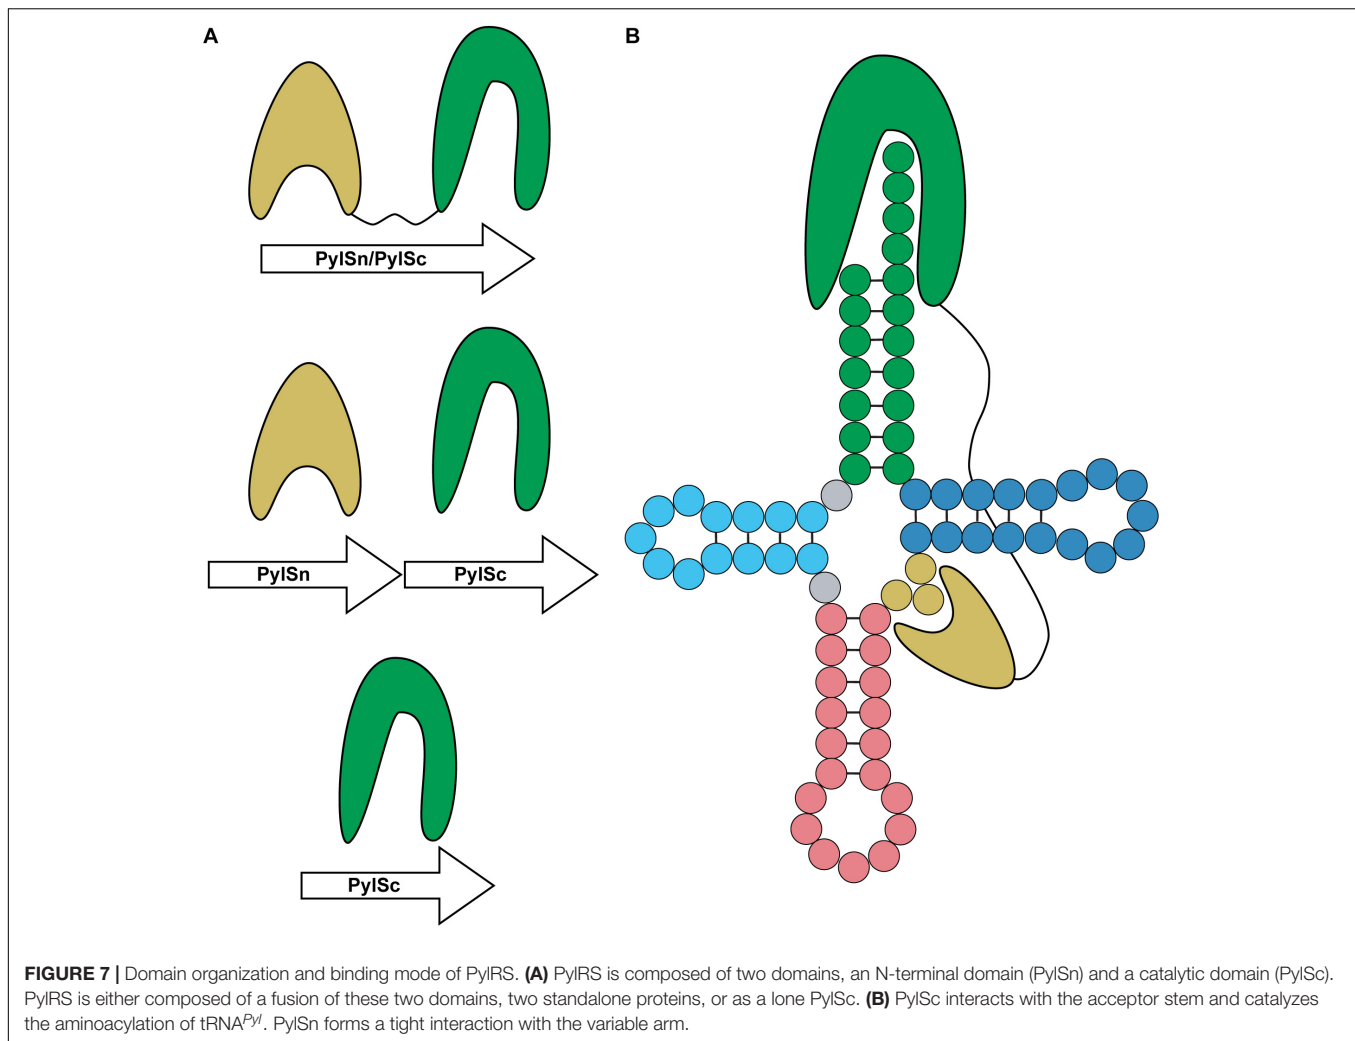 A
B
PylSn/PylSc
PylSn
PylSc
PylSc
FIGURE 7 | Domain organization and binding mode of PylRS. (A) PylRS is composed of two domains, an N-terminal domain (PylSn) and a catalytic domain (PylSc).
PylRS is either composed of a fusion of these two domains, two standalone proteins, or as a lone PylSc. (B) PylSc interacts with the acceptor stem and catalyzes
the aminoacylation of tRNAPyl. PylSn forms a tight interaction with the variable arm.